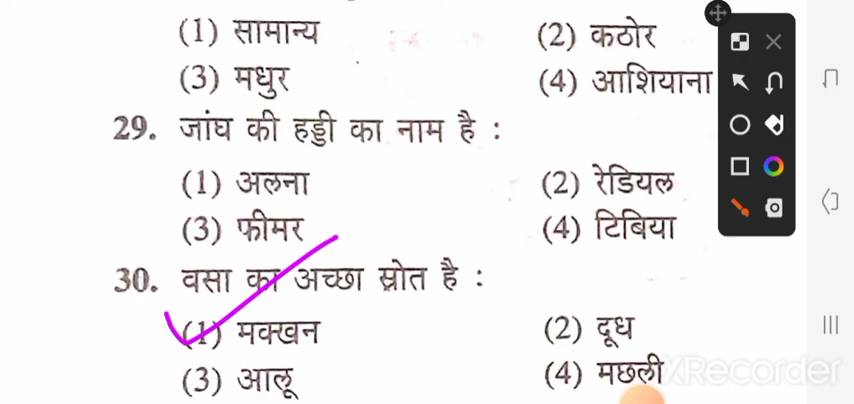 (1) सामान्य (2) कठोर
(3) मधुर (4) आशियाना
29. जांघ की हड्डी का नाम है :
(1) अलना (2) रेडियल
(3) फीमर (4) टिबिया
30. वसा का अच्छा स्रोत है :
(1) मक्खन (2) दूध
(3) आलू (4) मछली
XRecorder